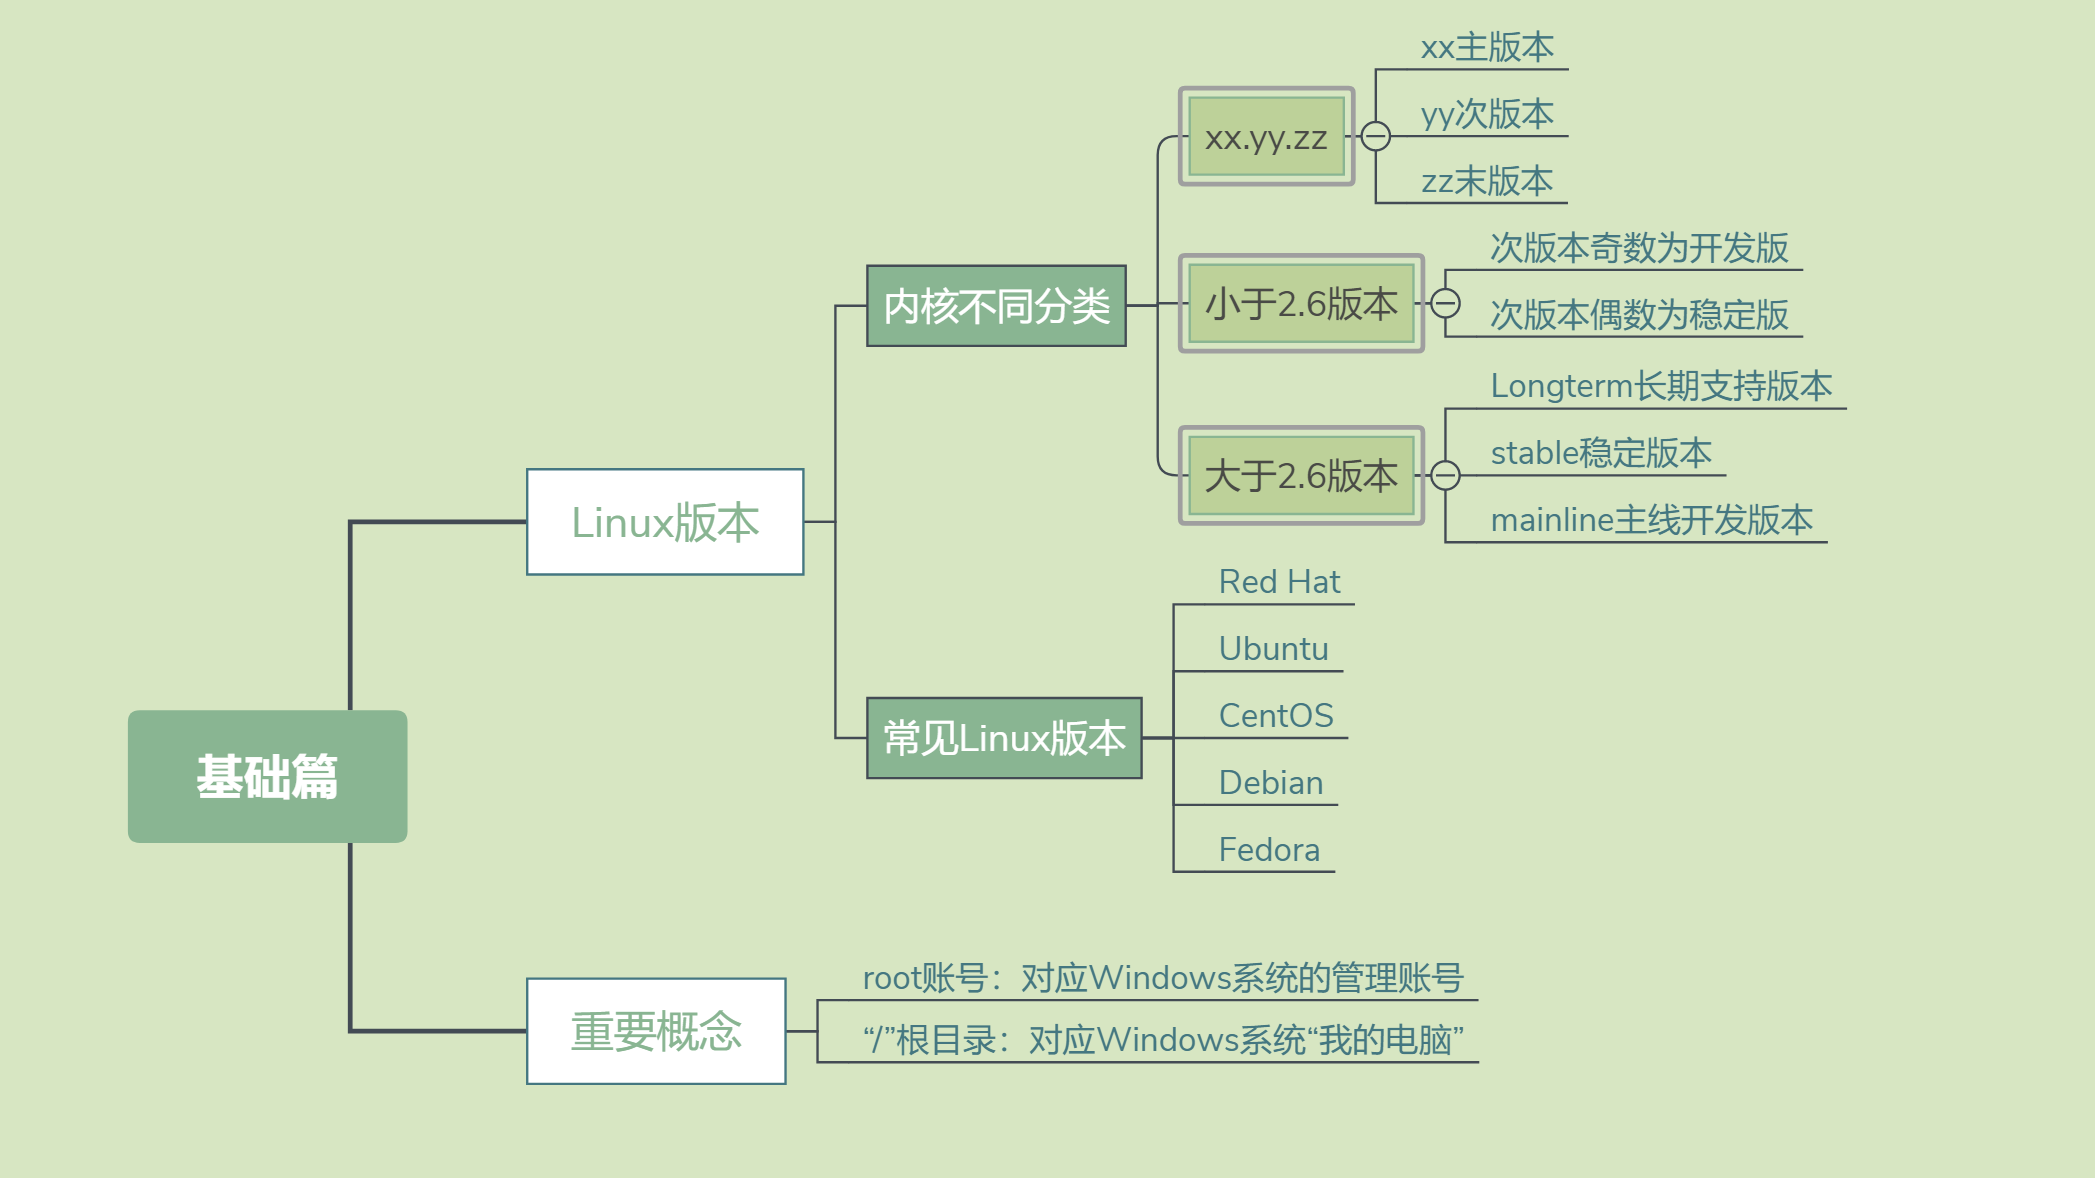 基础篇
Linux版本
内核不同分类
xx.yy.zz
xx主版本
yy次版本
zz末版本
小于2.6版本
次版本奇数为开发版
次版本偶数为稳定版
大于2.6版本
Longterm长期支持版本
stable稳定版本
mainline主线开发版本
常见Linux版本
Red Hat
Ubuntu
CentOS
Debian
Fedora
重要概念
root账号：对应Windows系统的管理账号
“/”根目录：对应Windows系统“我的电脑”